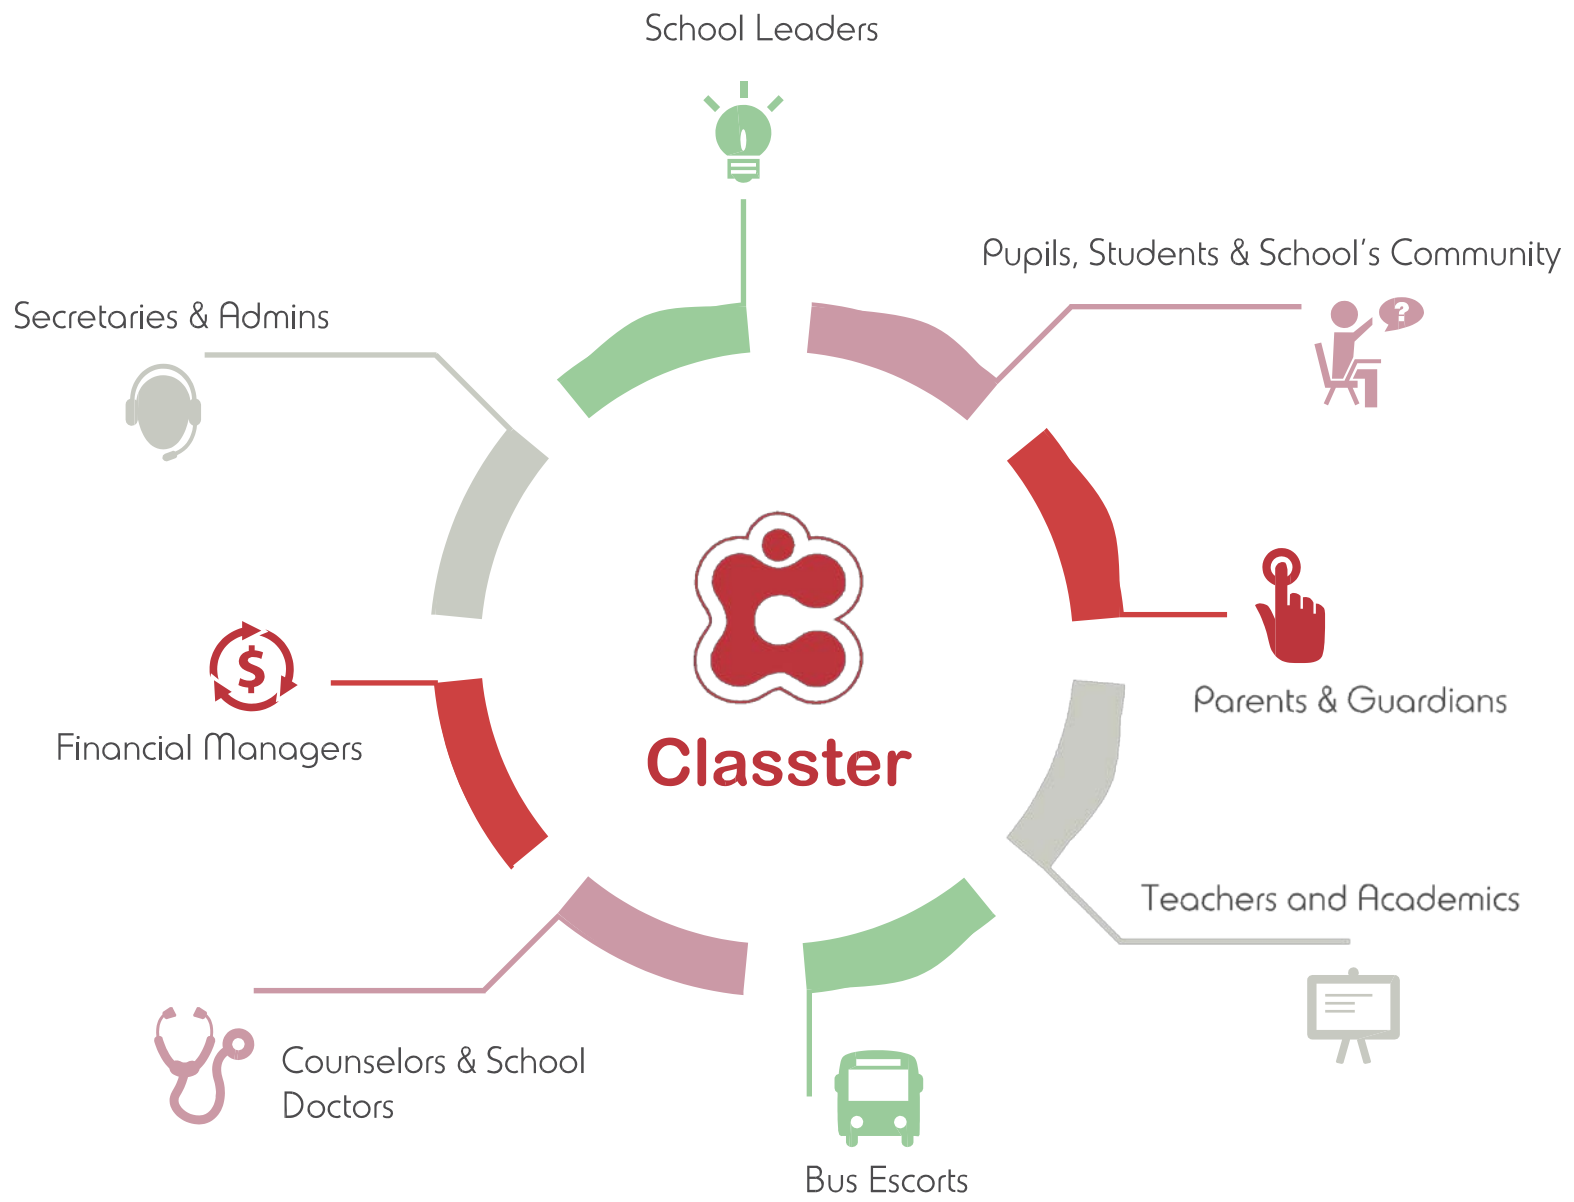 School Leaders
Pupils, Students & School's Community
?
Secretaries & Admins
Parents & Guardians
$
Financial Managers
Classter
Teachers and Academics
Counselors & School
Doctors
Bus Escorts